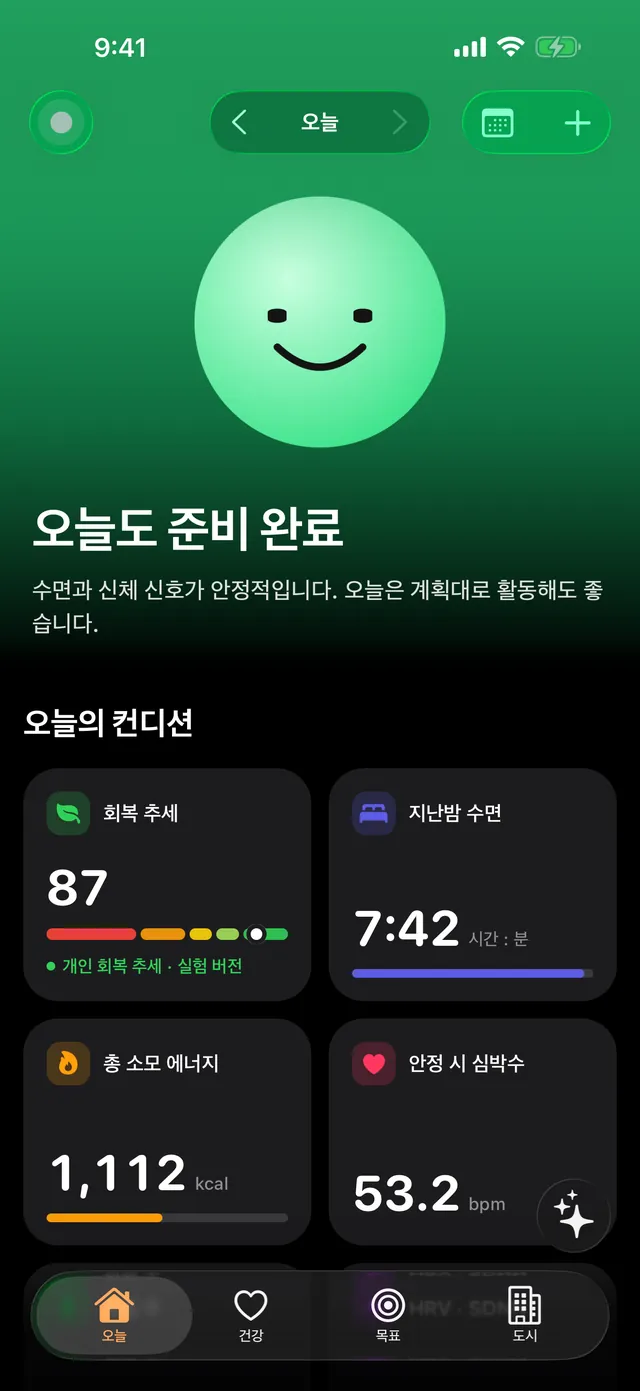 9:41
오늘
오늘도 준비 완료
수면과 신체 신호가 안정적입니다. 오늘은 계획대로 활동해도 좋
습니다.
오늘의 컨디션
회복 추세
87
개인 회복 추세 · 실험 버전
지난밤 수면
7:42 시간 : 분
총 소모 에너지
1,112 kcal
안정 시 심박수
53.2 bpm
HRV · SDN
오늘
건강
목표
도시